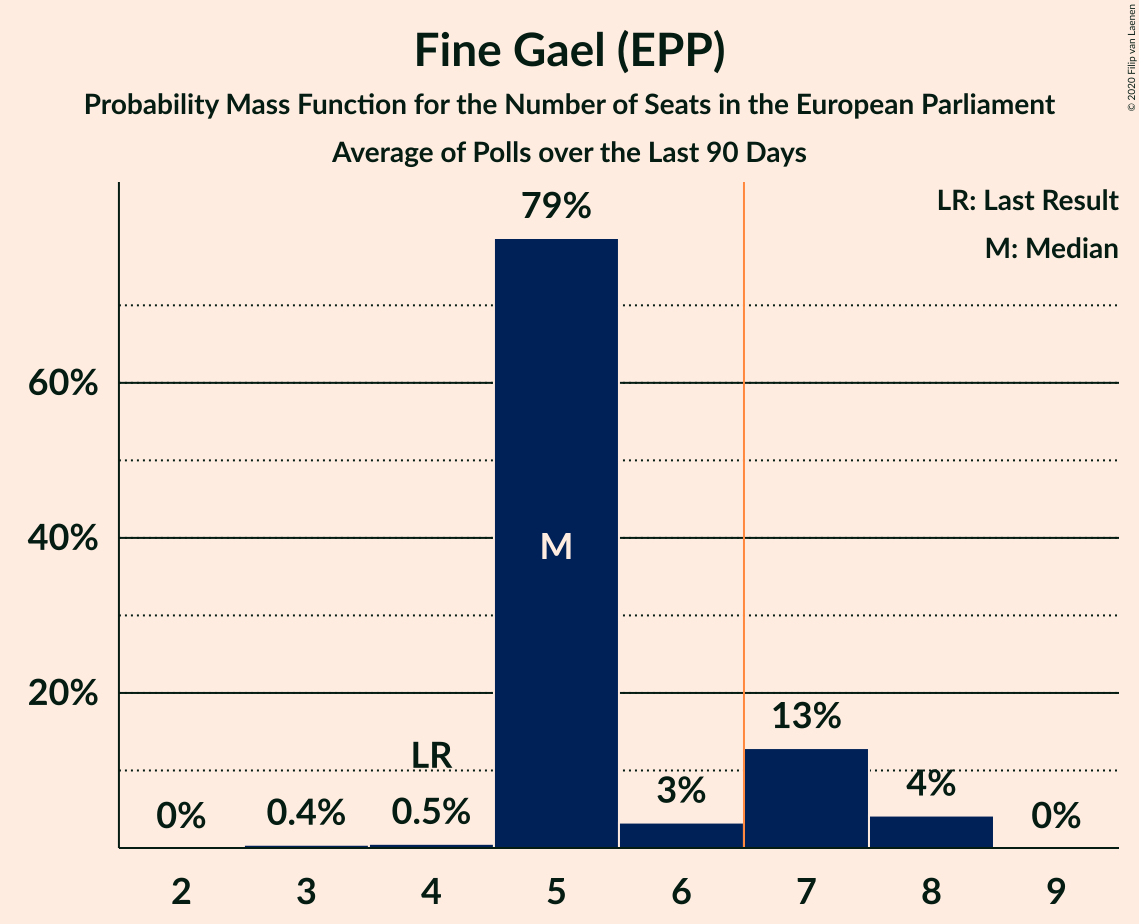 Fine Gael (EPP)
Probability Mass Function for the Number of Seats in the European Parliament
Average of Polls over the Last 90 Days
© 2020 Filip van Laenen
LR: Last Result
M: Median
79%
60%
40%
M
20%
13%
LR
0%
0.4%
0.5%
3%
4%
0%
2
3
4
5
6
7
8
9